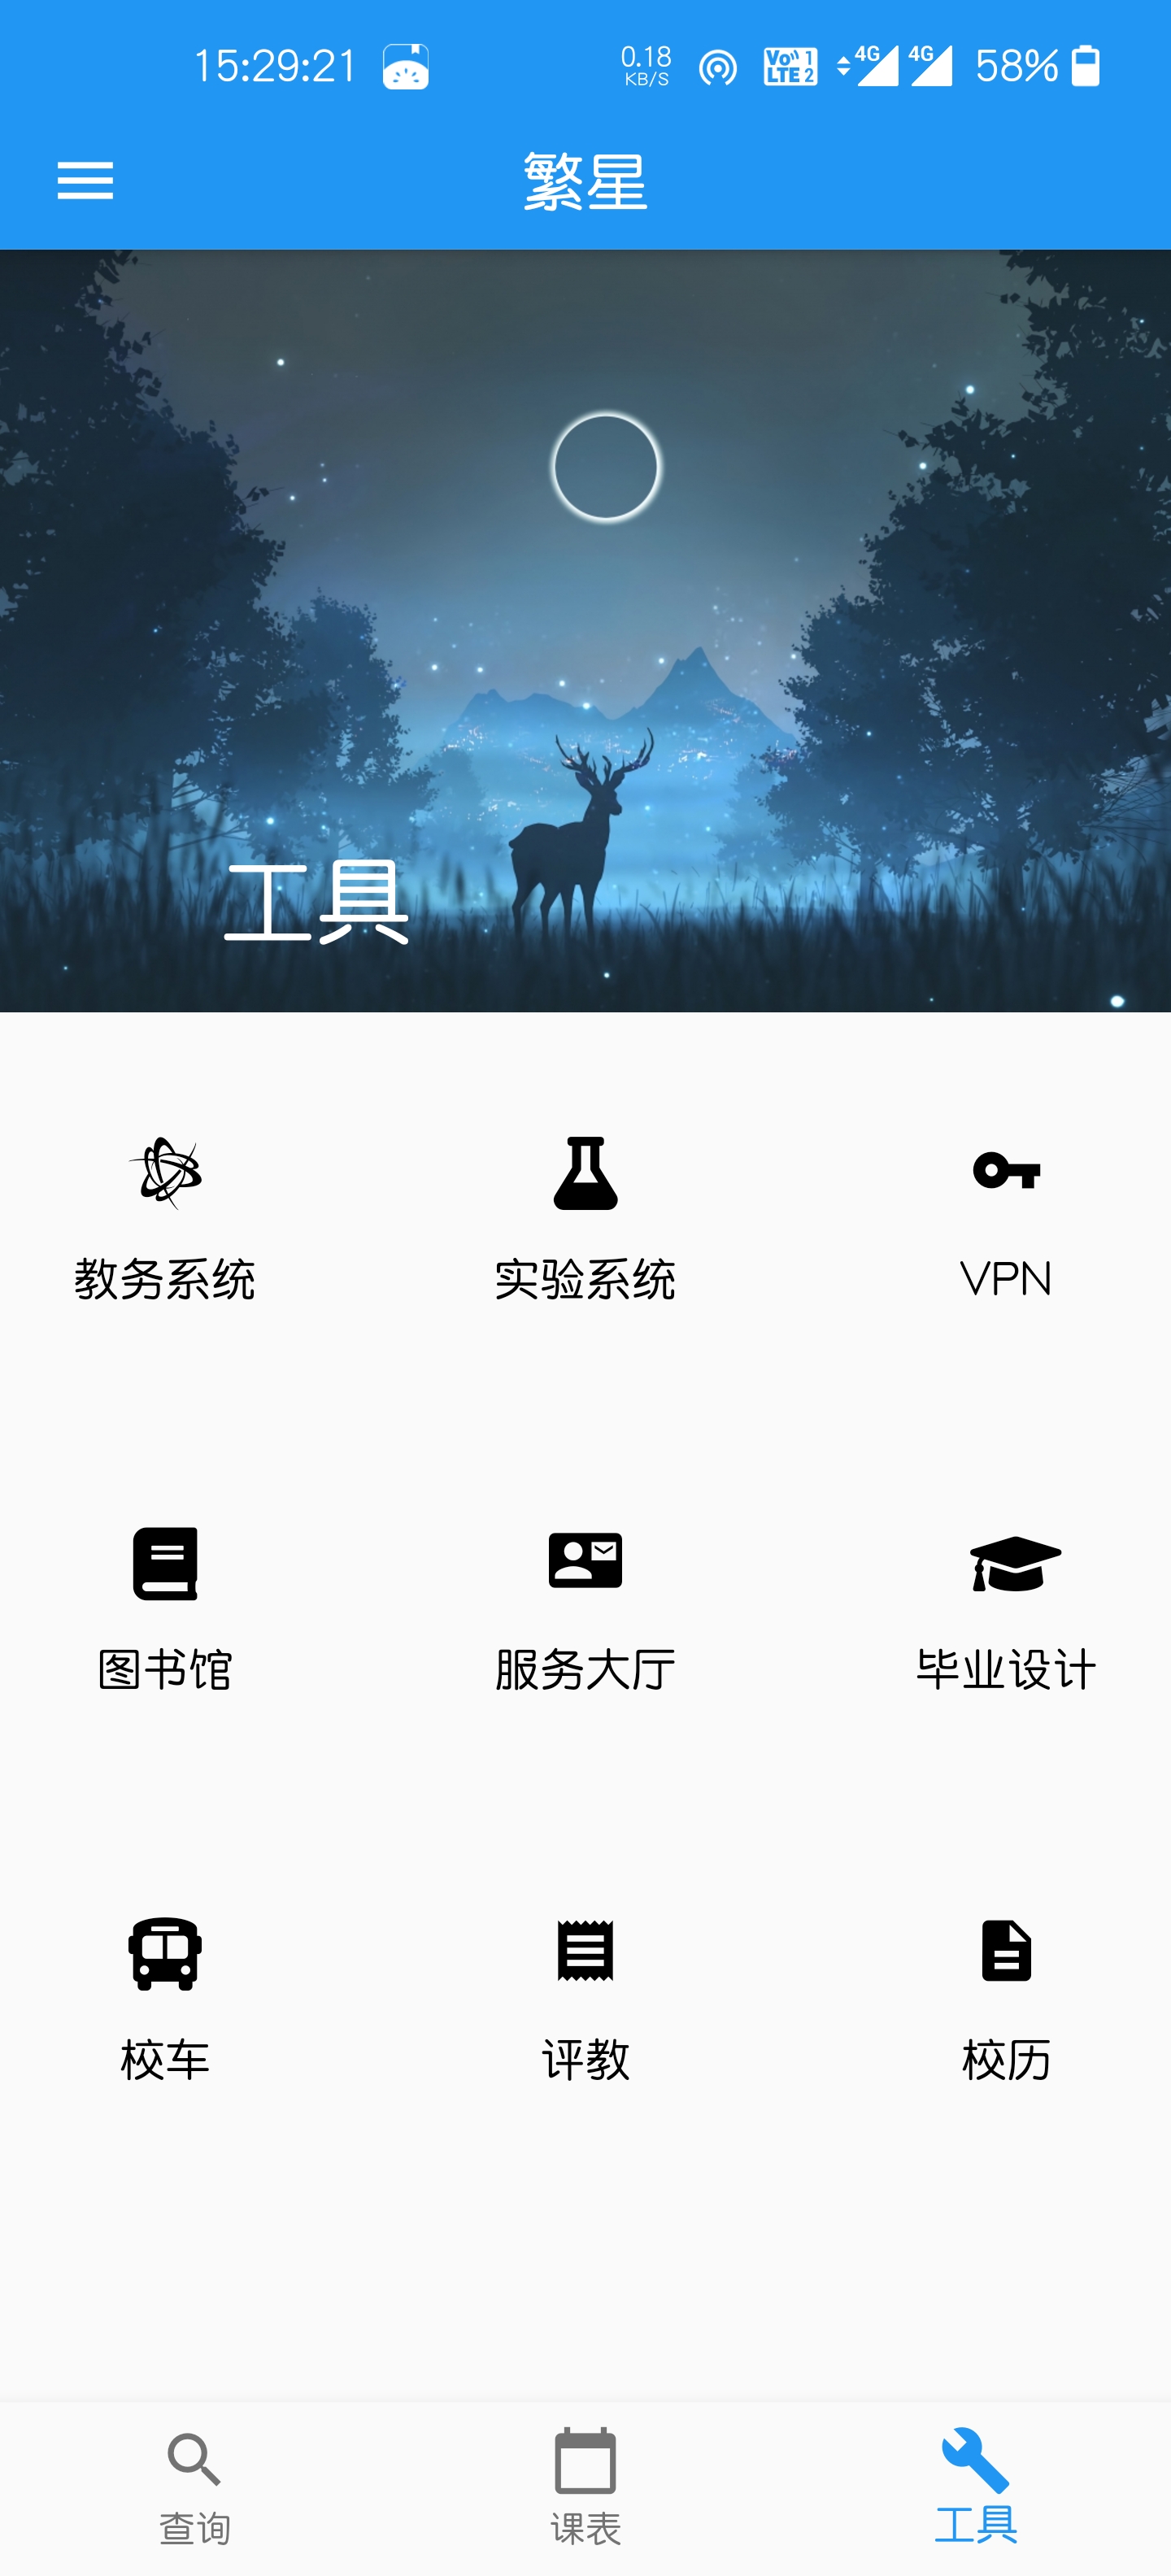 15:29:21
0.18
KB/S
Vo 1
LTE 2
4G
4G
58%
繁星
工具
教务系统
实验系统
VPN
图书馆
服务大厅
毕业设计
校车
评教
校历
查询
课表
工具